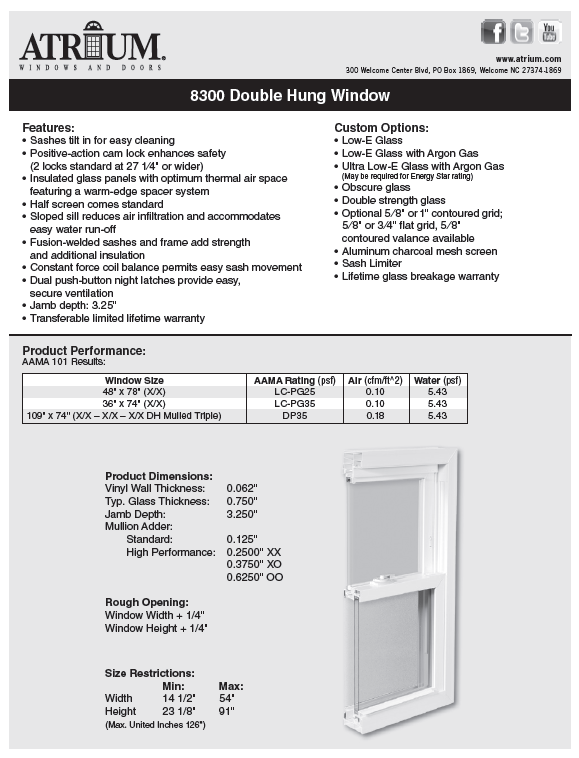 ATRIUM.
WINDOWS AND DOORS
f
t
You
Tube
www.atrium.com
300 Welcome Center Blvd, PO Box 1869, Welcome NC 27374-1869
8300 Double Hung Window
Features:
• Sashes tilt in for easy cleaning
• Positive-action cam lock enhances safety
(2 locks standard at 27 1/4" or wider)
• Insulated glass panels with optimum thermal air space
featuring a warm-edge spacer system
• Half screen comes standard
• Sloped sill reduces air infiltration and accommodates
easy water run-off
• Fusion-welded sashes and frame add strength
and additional insulation
• Constant force coil balance permits easy sash movement
• Dual push-button night latches provide easy,
secure ventilation
• Jamb depth: 3.25"
• Transferable limited lifetime warranty
Custom Options:
• Low-E Glass
• Low-E Glass with Argon Gas
• Ultra Low-E Glass with Argon Gas
(May be required for Energy Star rating)
• Obscure glass
• Double strength glass
• Optional 5/8" or 1" contoured grid;
5/8" or 3/4" flat grid, 5/8"
contoured valance available
• Aluminum charcoal mesh screen
• Sash Limiter
• Lifetime glass breakage warranty
Product Performance:
AAMA 101 Results:
Window Size AAMA Rating (psf) Air (cfm/ft^2) Water (psf)
48" x 78" (X/X) LC-PG25 0.10 5.43
36" x 74" (X/X) LC-PG35 0.10 5.43
109" x 74" (X/X – X/X – X/X DH Mulled Triple) DP35 0.18 5.43
Product Dimensions:
Vinyl Wall Thickness: 0.062"
Typ. Glass Thickness: 0.750"
Jamb Depth: 3.250"
Mullion Adder:
Standard: 0.125"
High Performance: 0.2500" XX
0.3750" XO
0.6250" OO
Rough Opening:
Window Width + 1/4"
Window Height + 1/4"
Size Restrictions:
Min: Max:
Width 14 1/2" 54"
Height 23 1/8" 91"
(Max. United Inches 126")